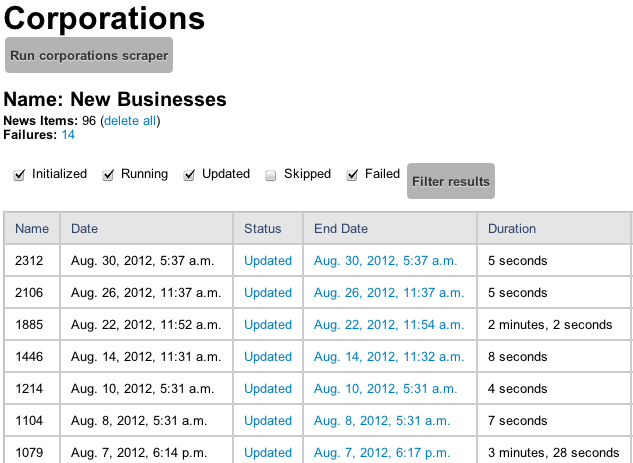 Corporations
Run corporations scraper
Name: New Businesses
News Items: 96 (delete all)
Failures: 14
Initialized Running Updated Skipped Failed Filter results
Name Date Status End Date Duration
2312 Aug. 30, 2012, 5:37 a.m. Updated Aug. 30, 2012, 5:37 a.m. 5 seconds
2106 Aug. 26, 2012, 11:37 a.m. Updated Aug. 26, 2012, 11:37 a.m. 5 seconds
1885 Aug. 22, 2012, 11:52 a.m. Updated Aug. 22, 2012, 11:54 a.m. 2 minutes, 2 seconds
1446 Aug. 14, 2012, 11:31 a.m. Updated Aug. 14, 2012, 11:32 a.m. 8 seconds
1214 Aug. 10, 2012, 5:31 a.m. Updated Aug. 10, 2012, 5:31 a.m. 4 seconds
1104 Aug. 8, 2012, 5:31 a.m. Updated Aug. 8, 2012, 5:31 a.m. 7 seconds
1079 Aug. 7, 2012, 6:14 p.m. Updated Aug. 7, 2012, 6:17 p.m. 3 minutes, 28 seconds